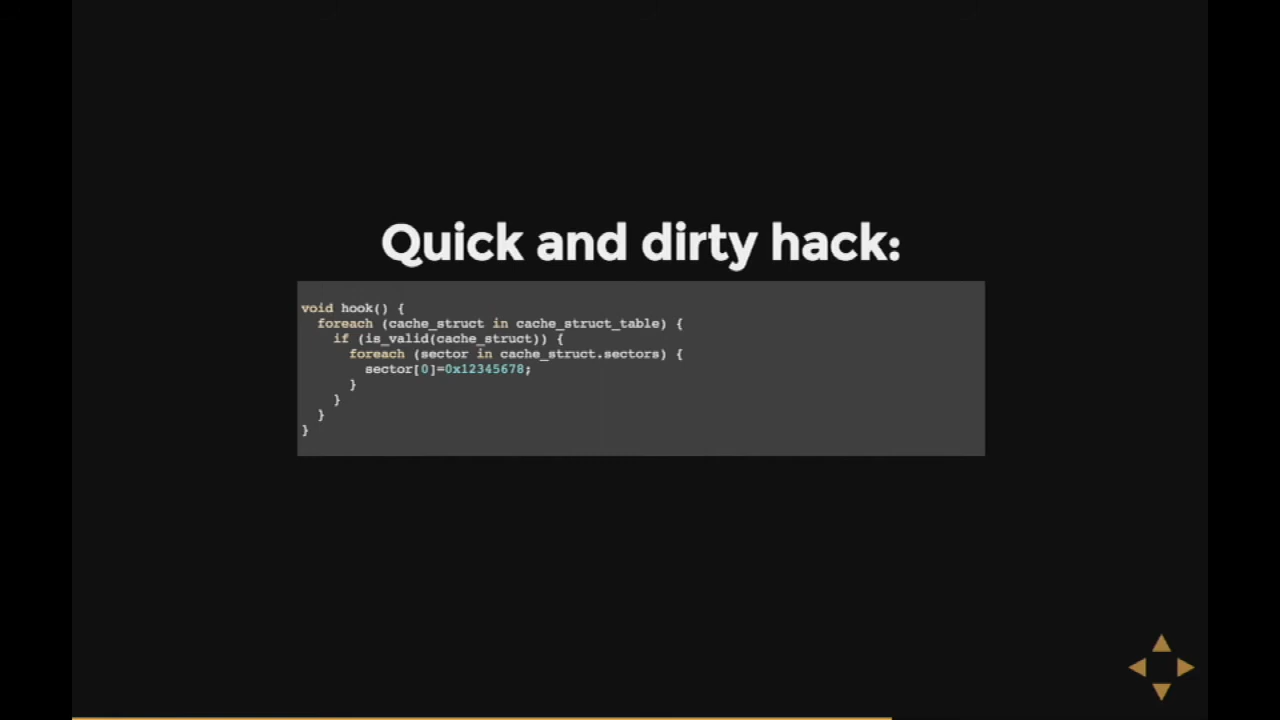 Quick and dirty hack:
void hook() {
  foreach (cache_struct in cache_struct_table) {
    if (is_valid(cache_struct)) {
      foreach (sector in cache_struct.sectors) {
        sector[0]=0x12345678;
      }
    }
  }
}